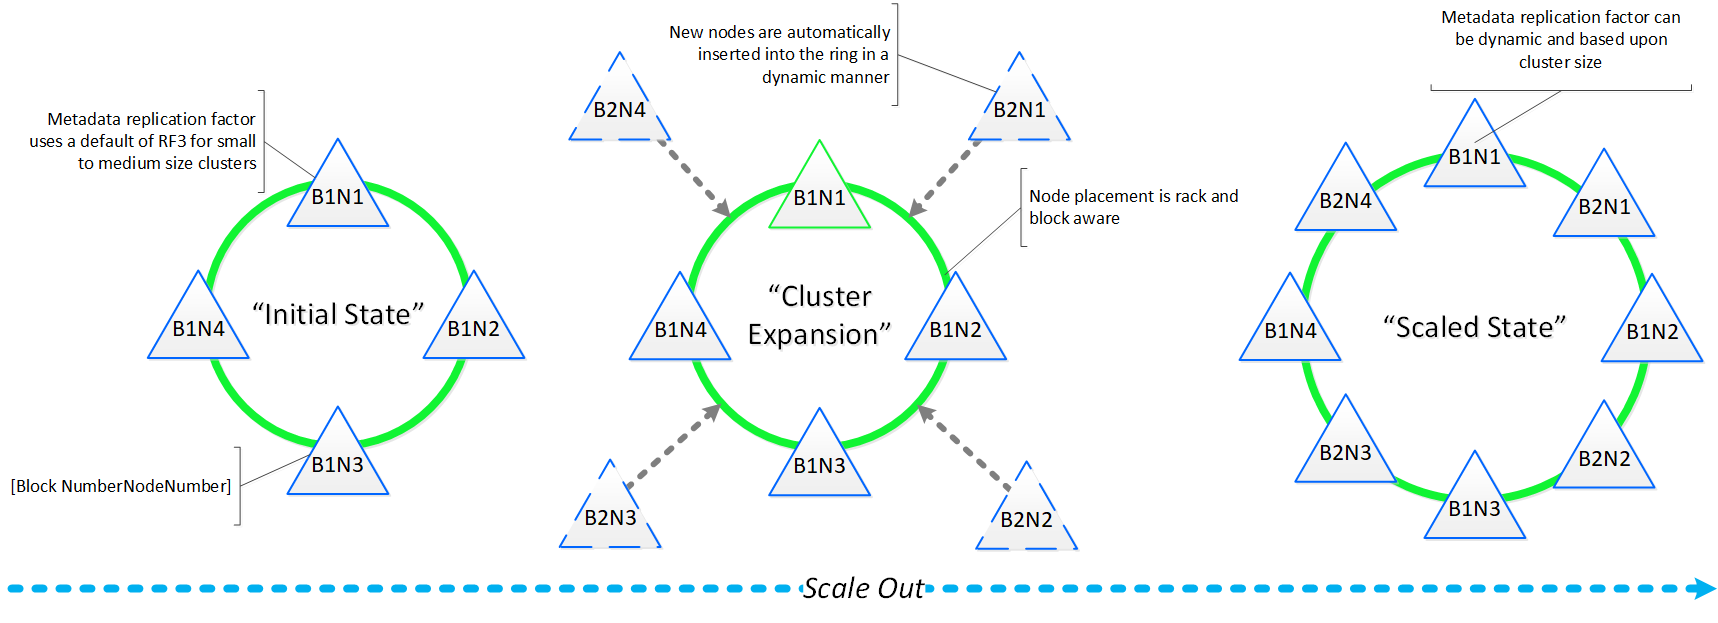 Metadata replication factor
uses a default of RF3 for small
to medium size clusters
B1N1
B1N4
“Initial State”
B1N2
B1N3
[Block NumberNodeNumber]
New nodes are automatically
inserted into the ring in a
dynamic manner
B2N4
B2N1
B1N1
Node placement is rack and
block aware
“Cluster
Expansion”
B1N4
B1N2
B1N3
B2N3
B2N2
Metadata replication factor can
be dynamic and based upon
cluster size
B1N1
B2N4
B2N1
B1N4
“Scaled State”
B1N2
B2N3
B2N2
B1N3
Scale Out